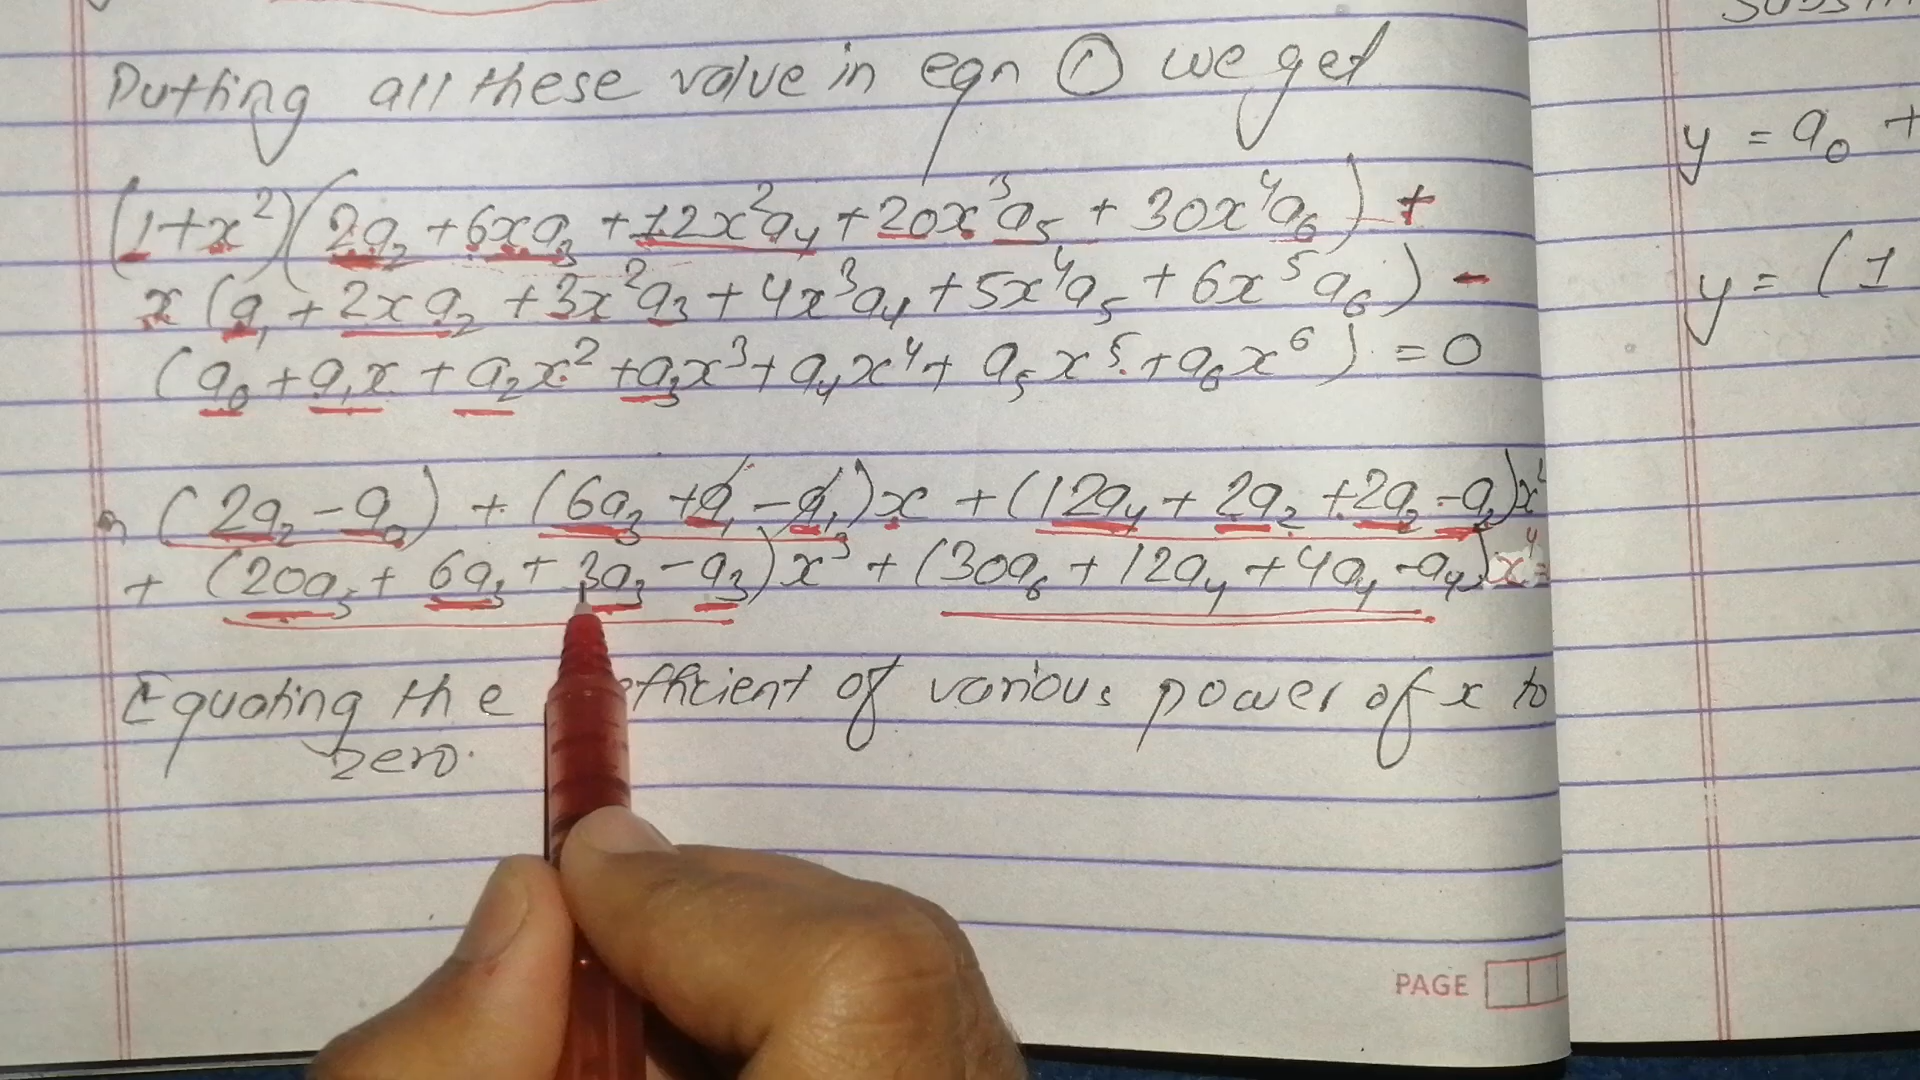 Putting all these value in eqn ① we get
(1+x²)(2a₂ + 6xa₃ + 12x²a₄ + 20x³a₅ + 30x⁴a₆) +
x(a₁ + 2xa₂ + 3x²a₃ + 4x³a₄ + 5x⁴a₅ + 6x⁵a₆) -
(a₀ + a₁x + a₂x² + a₃x³ + a₄x⁴ + a₅x⁵ + a₆x⁶) = 0
(2a₂ - a₀) + (6a₃ + a₁ - a₁)x + (12a₄ + 2a₂ + 2a₂ - a₂)x²
+ (20a₅ + 6a₃ + 3a₃ - a₃)x³ + (30a₆ + 12a₄ + 4a₄ - a₄)x⁴ =
Equating the efficient of various power of x to
zero.
PAGE
y = a₀ +
y = (1